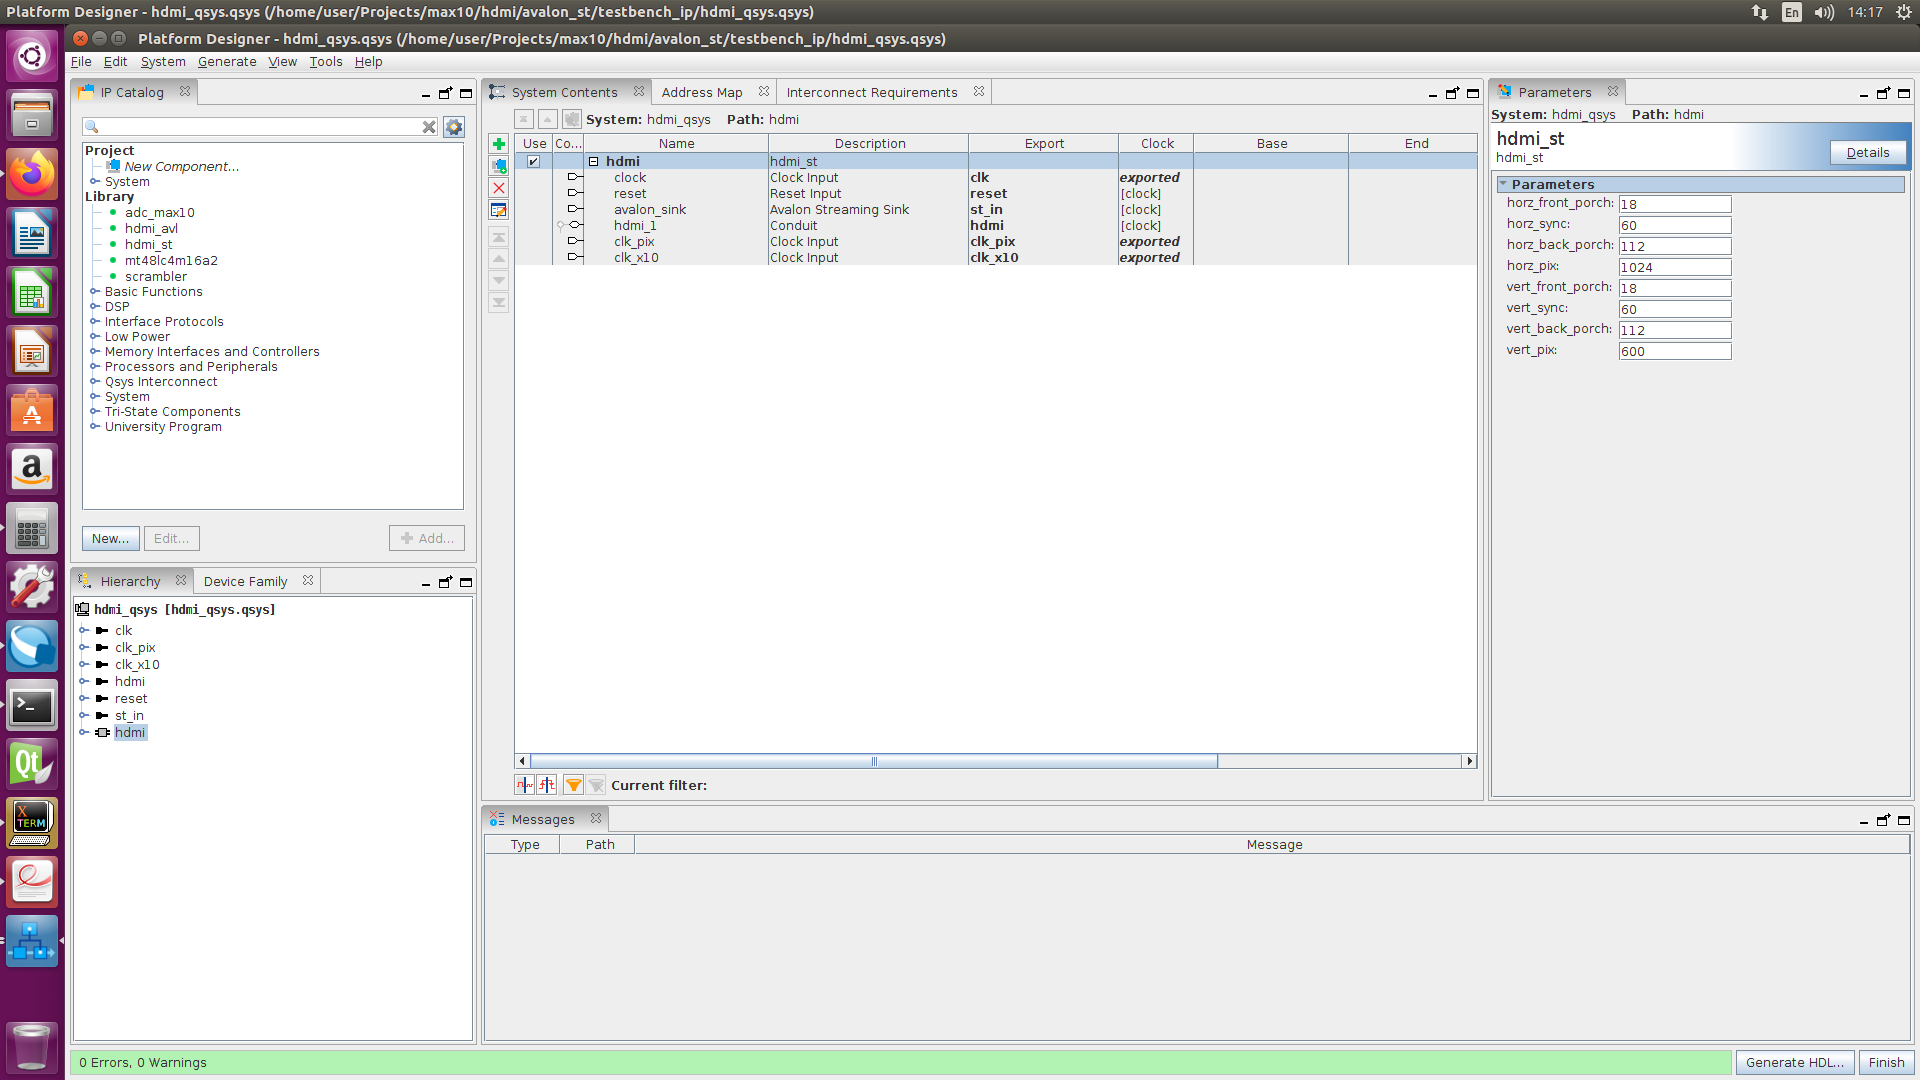 Platform Designer - hdmi_qsys.qsys (/home/user/Projects/max10/hdmi/avalon_st/testbench_ip/hdmi_qsys.qsys)
En 14:17
Platform Designer - hdmi_qsys.qsys (/home/user/Projects/max10/hdmi/avalon_st/testbench_ip/hdmi_qsys.qsys)
File Edit System Generate View Tools Help
IP Catalog
Project
New Component...
System
Library
adc_max10
hdmi_avl
hdmi_st
mt48lc4m16a2
scrambler
Basic Functions
DSP
Interface Protocols
Low Power
Memory Interfaces and Controllers
Processors and Peripherals
Qsys Interconnect
System
Tri-State Components
University Program
New... Edit... Add...
Hierarchy Device Family
hdmi_qsys [hdmi_qsys.qsys]
clk
clk_pix
clk_x10
hdmi
reset
st_in
hdmi
System Contents Address Map Interconnect Requirements
System: hdmi_qsys Path: hdmi
Use Co... Name Description Export Clock Base End
hdmi hdmi_st
clock Clock Input clk exported
reset Reset Input reset [clock]
avalon_sink Avalon Streaming Sink st_in [clock]
hdmi_1 Conduit hdmi [clock]
clk_pix Clock Input clk_pix exported
clk_x10 Clock Input clk_x10 exported
Current filter:
Parameters
System: hdmi_qsys Path: hdmi
hdmi_st
hdmi_st
Details
Parameters
horz_front_porch: 18
horz_sync: 60
horz_back_porch: 112
horz_pix: 1024
vert_front_porch: 18
vert_sync: 60
vert_back_porch: 112
vert_pix: 600
Messages
Type Path Message
0 Errors, 0 Warnings
Generate HDL... Finish
a
Qt
X
TERM